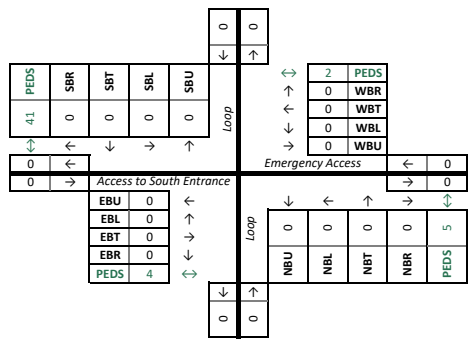 0 0
↓ ↑
PEDS SBR SBT SBL SBU
41 0 0 0 0
↕ ← ↓ → ↑
Loop
↔ 2 PEDS
↑ 0 WBR
← 0 WBT
↓ 0 WBL
→ 0 WBU
0 ←
Emergency Access
← 0
0 →
Access to South Entrance
→ 0
EBU 0 ←
EBL 0 ↑
EBT 0 →
EBR 0 ↓
PEDS 4 ↔
Loop
↓ ← ↑ → ↕
0 0 0 0 5
NBU NBL NBT NBR PEDS
↓ ↑
0 0